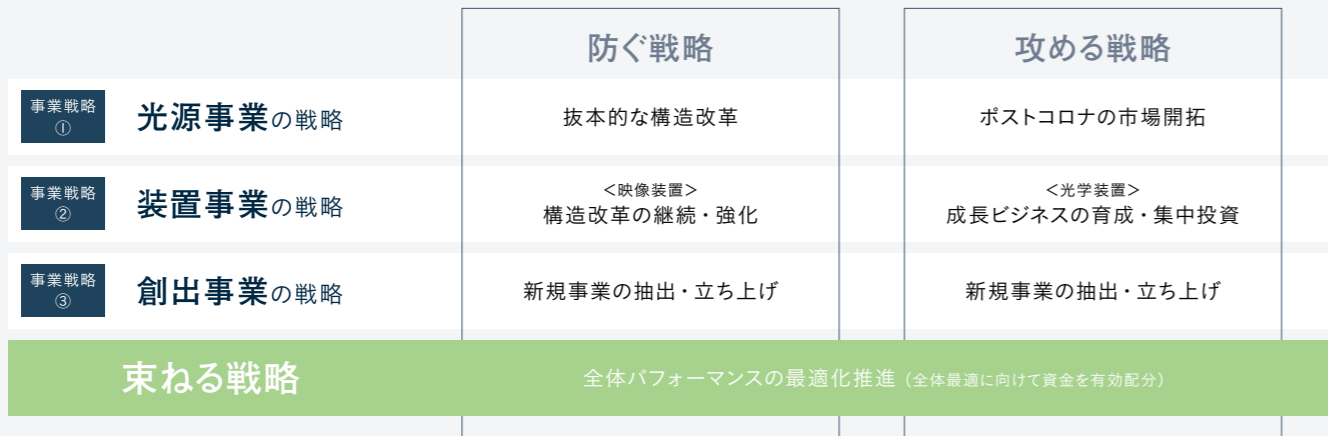 防ぐ戦略
攻める戦略
事業戦略
①
光源事業の戦略
抜本的な構造改革
ポストコロナの市場開拓
事業戦略
②
装置事業の戦略
<映像装置>
構造改革の継続・強化
<光学装置>
成長ビジネスの育成・集中投資
事業戦略
③
創出事業の戦略
新規事業の抽出・立ち上げ
新規事業の抽出・立ち上げ
束ねる戦略
全体パフォーマンスの最適化推進（全体最適に向けて資金を有効配分）